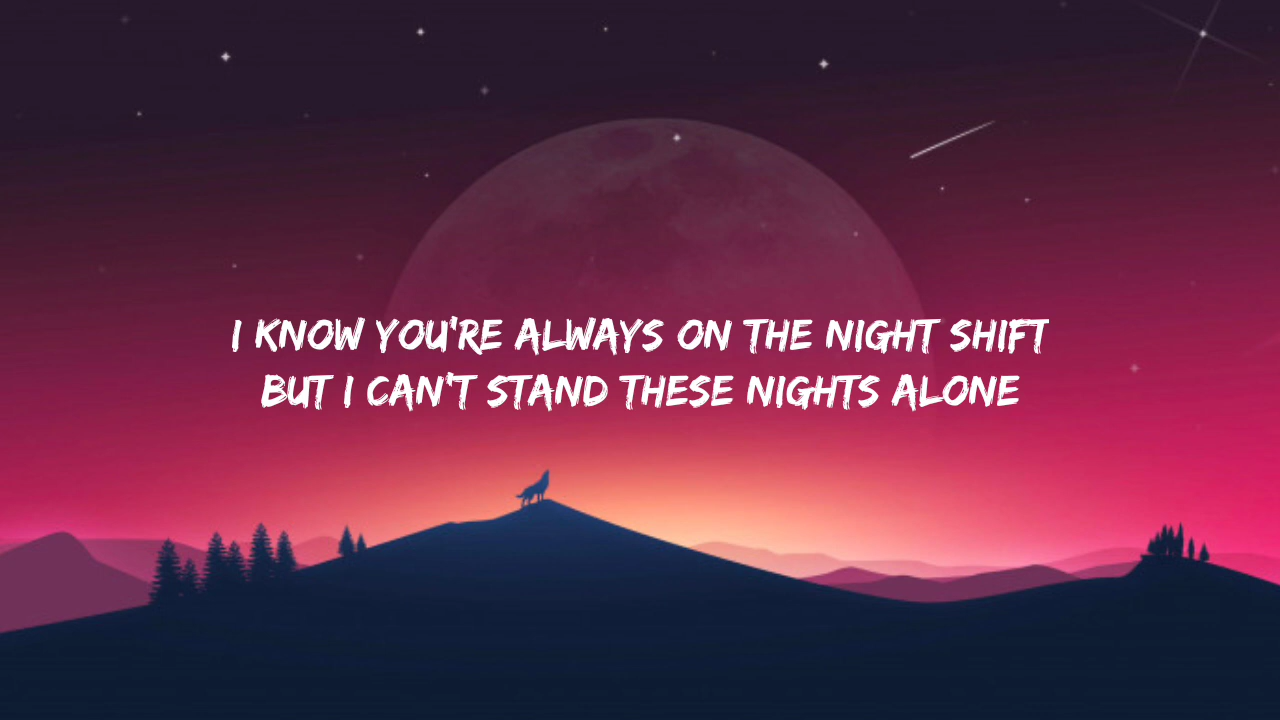 I KNOW YOU'RE ALWAYS ON THE NIGHT SHIFT
BUT I CAN'T STAND THESE NIGHTS ALONE